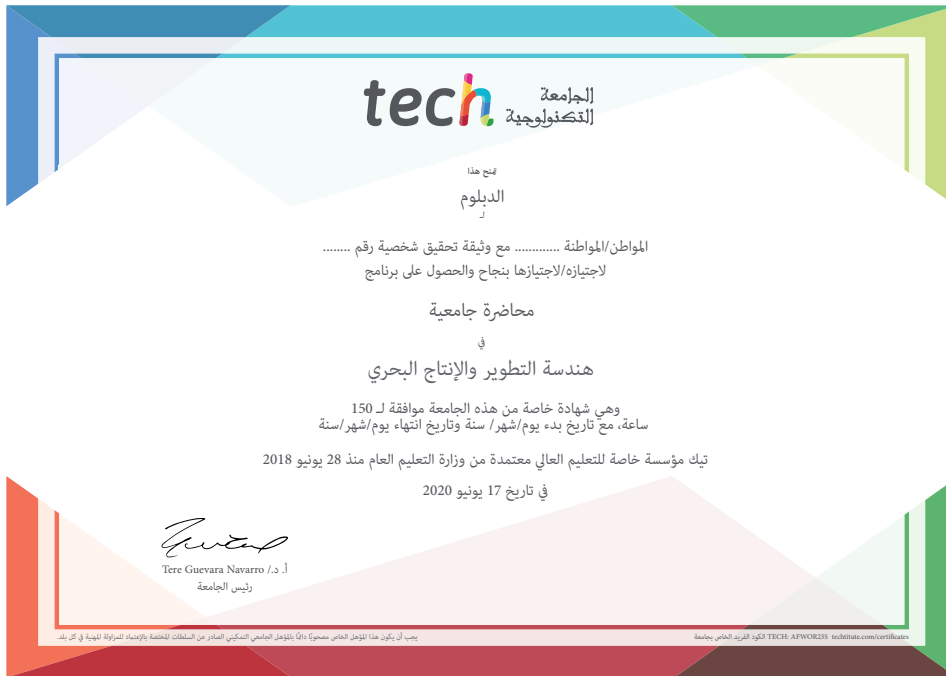 tech الجامعة
التكنولوجية
يمنح هذا
الدبلوم
لـ
المواطن/المواطنة ............. مع وثيقة تحقيق شخصية رقم ........
لاجتيازه/لاجتيازها بنجاح والحصول على برنامج
محاضرة جامعية
في
هندسة التطوير والإنتاج البحري
وهي شهادة خاصة من هذه الجامعة موافقة لـ 150
ساعة، مع تاريخ بدء يوم/شهر/ سنة وتاريخ انتهاء يوم/شهر/سنة
تيك مؤسسة خاصة للتعليم العالي معتمدة من وزارة التعليم العام منذ 28 يونيو 2018
في تاريخ 17 يونيو 2020
أ. د./ Tere Guevara Navarro
رئيس الجامعة
يجب أن يكون هذا المؤهل الخاص مصحوبًا دائمًا بالمؤهل الجامعي التمكيني الصادر عن السلطات المختصة بالإعتماد للمزاولة المهنية في كل بلد.
الكود الفريد الخاص بجامعة TECH: AFWOR23S techtitute.com/certificates